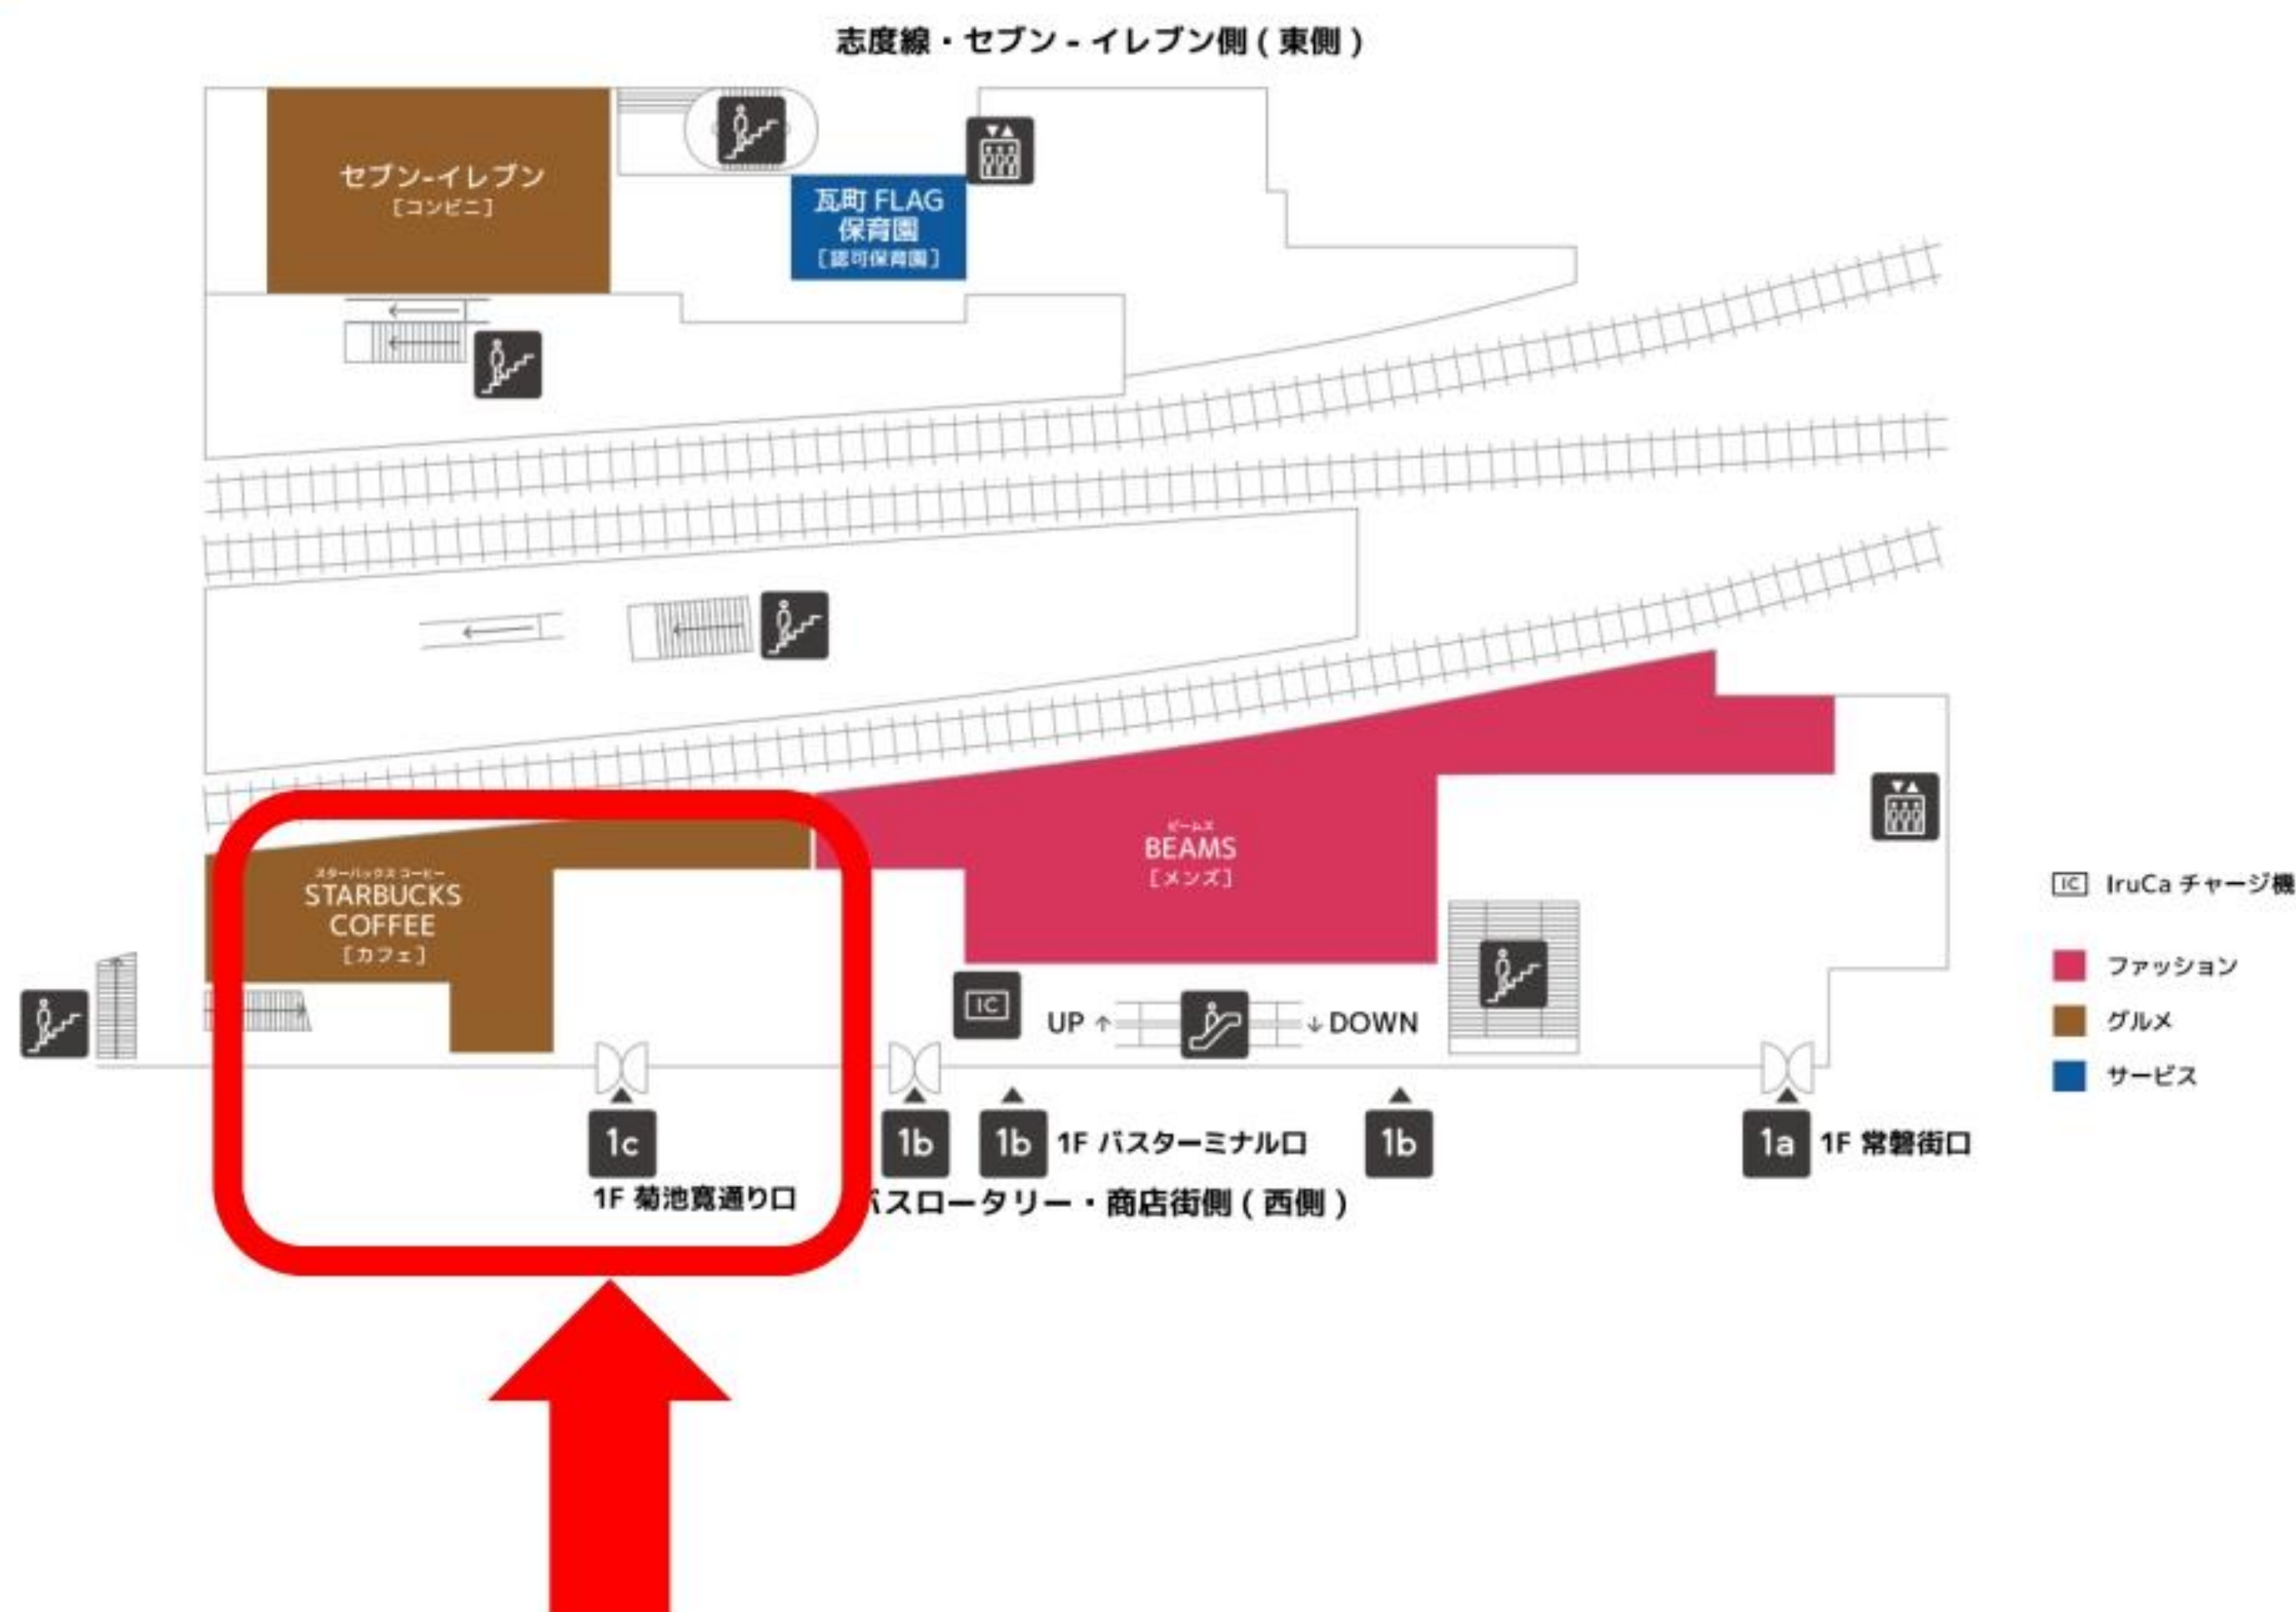 志度線・セブン - イレブン側 ( 東側 )
セブン-イレブン
［コンビニ］
瓦町 FLAG
保育園
［認可保育園］
ビームス
BEAMS
［メンズ］
スターバックス コーヒー
STARBUCKS
COFFEE
［カフェ］
IC
UP ↑
↓ DOWN
1c
1F 菊池寛通り口
1b
1b
1F バスターミナル口
1b
1a
1F 常磐街口
バスロータリー・商店街側 ( 西側 )
IC IruCa チャージ機
ファッション
グルメ
サービス